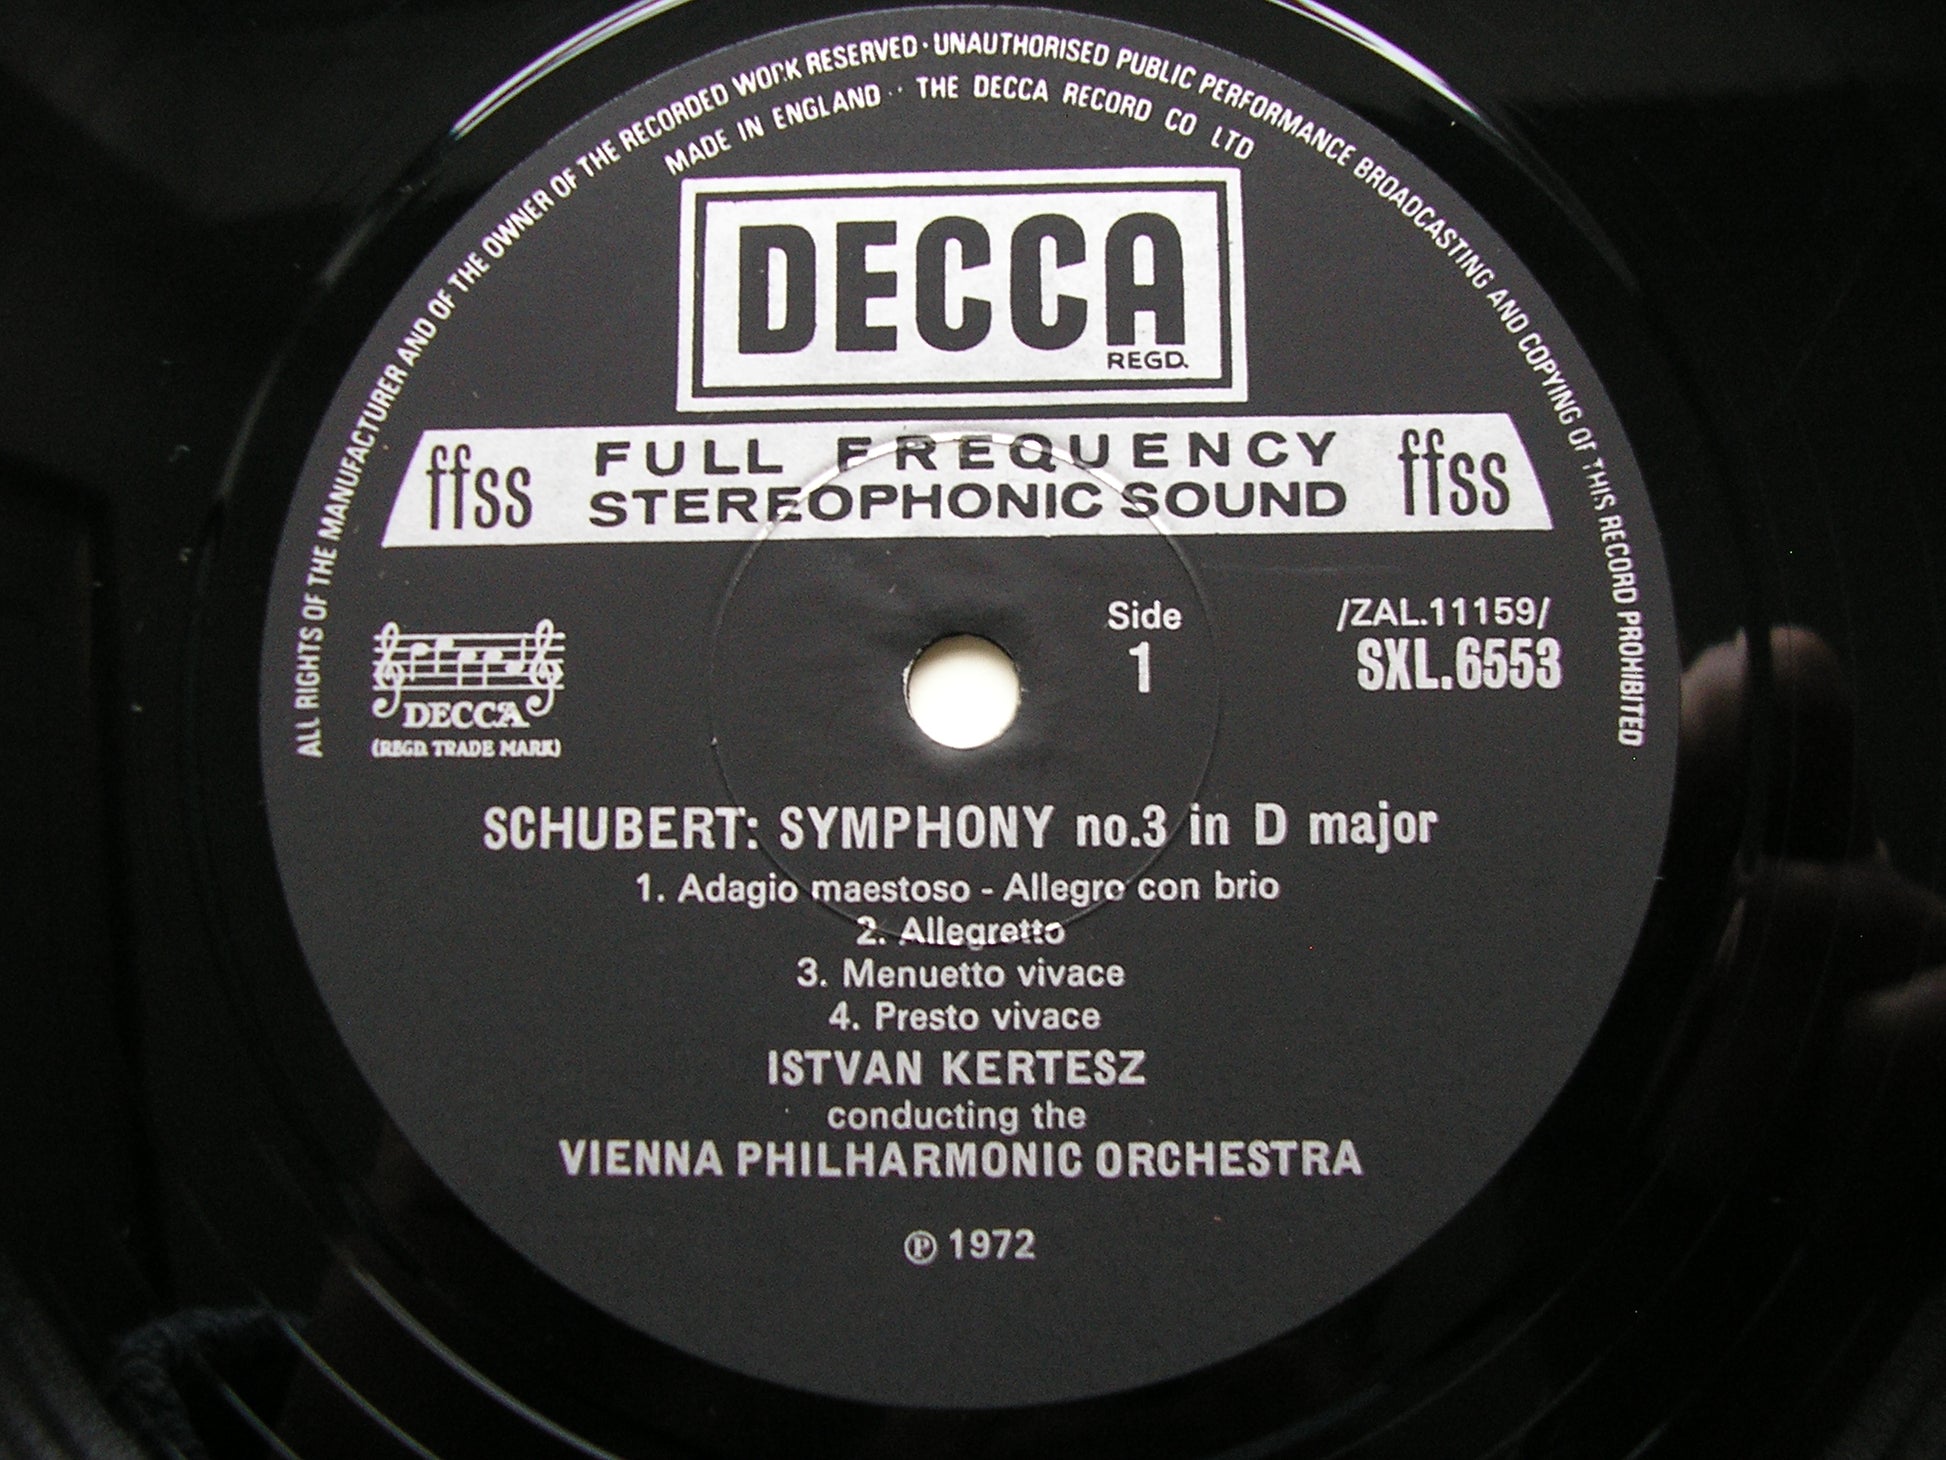 ALL RIGHTS OF THE MANUFACTURER AND OF THE OWNER OF THE RECORDED WORK RESERVED · UNAUTHORISED PUBLIC PERFORMANCE BROADCASTING AND COPYING OF THIS RECORD PROHIBITED
MADE IN ENGLAND ·· THE DECCA RECORD CO LTD
DECCA
REGD.
ffss FULL FREQUENCY STEREOPHONIC SOUND ffss
Side
1
/ZAL.11159/
SXL.6553
DECCA
(REGD. TRADE MARK)
SCHUBERT: SYMPHONY no.3 in D major
1. Adagio maestoso - Allegro con brio
2. Allegretto
3. Menuetto vivace
4. Presto vivace
ISTVAN KERTESZ
conducting the
VIENNA PHILHARMONIC ORCHESTRA
℗ 1972